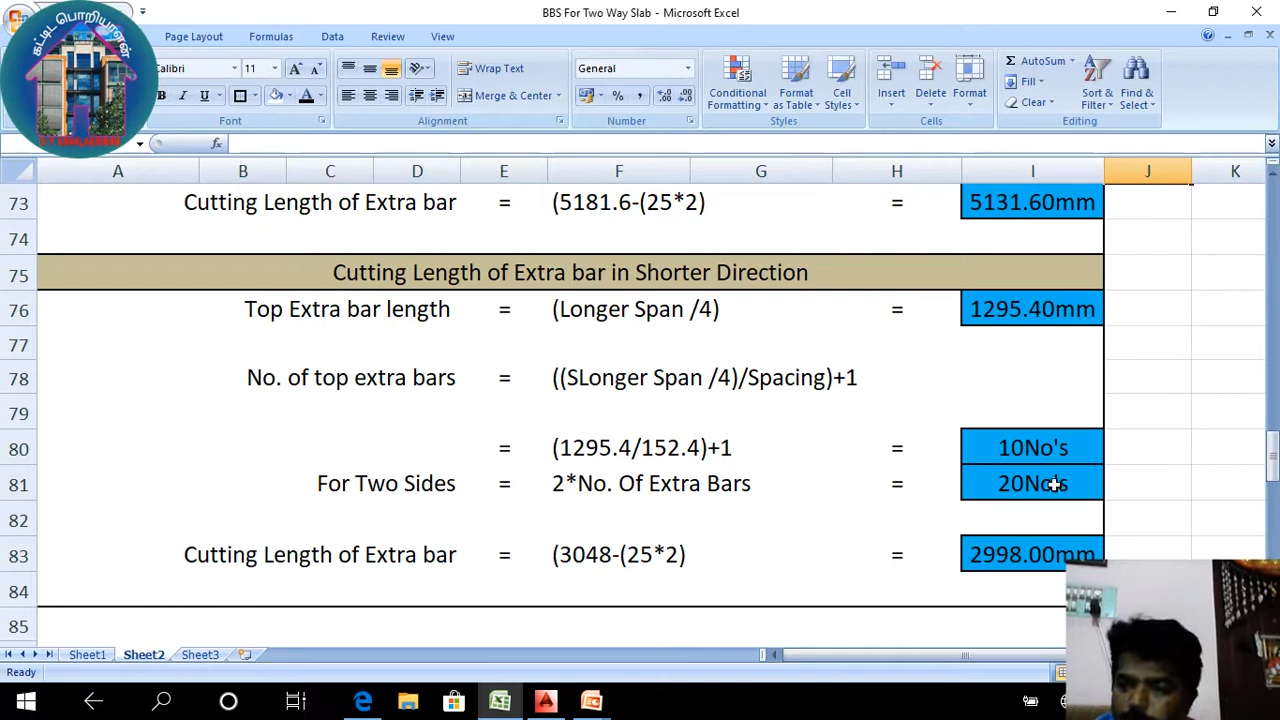 BBS For Two Way Slab - Microsoft Excel
கட்டிட பொறியாளன்
Page Layout Formulas Data Review View
Calibri 11 Wrap Text General AutoSum
Fill
Clear
B I U Merge & Center % , Conditional Formatting Format as Table Cell Styles Insert Delete Format Sort & Filter Find & Select
Font Alignment Number Styles Cells Editing
fx
A B C D E F G H I J K
73 Cutting Length of Extra bar = (5181.6-(25*2) = 5131.60mm
74
75 Cutting Length of Extra bar in Shorter Direction
76 Top Extra bar length = (Longer Span /4) = 1295.40mm
77
78 No. of top extra bars = ((SLonger Span /4)/Spacing)+1
79
80 = (1295.4/152.4)+1 = 10No's
81 For Two Sides = 2*No. Of Extra Bars = 20No's
82
83 Cutting Length of Extra bar = (3048-(25*2) = 2998.00mm
84
85
Sheet1 Sheet2 Sheet3
Ready